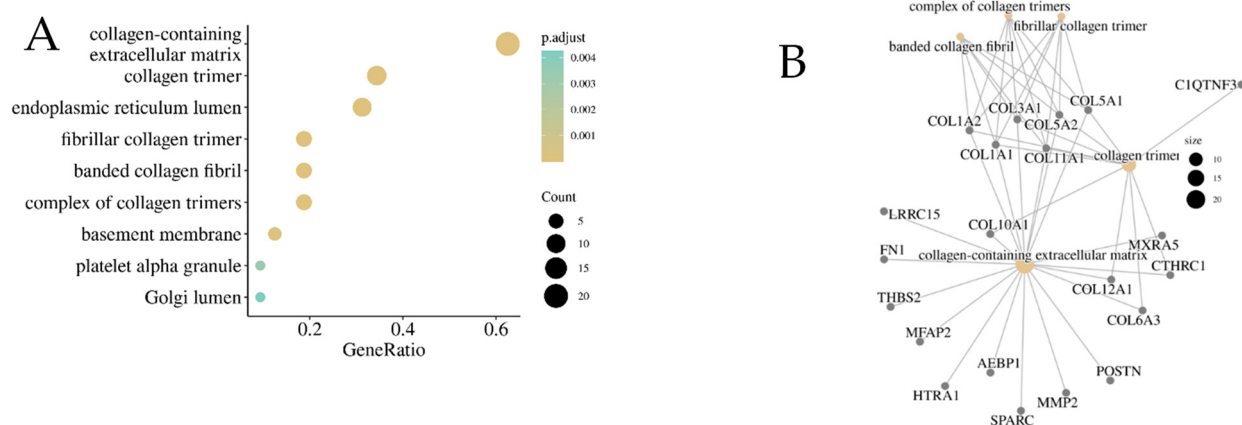 A
collagen-containing
extracellular matrix
collagen trimer
endoplasmic reticulum lumen
fibrillar collagen trimer
banded collagen fibril
complex of collagen trimers
basement membrane
platelet alpha granule
Golgi lumen
0.2 0.4 0.6
GeneRatio
p.adjust
0.004
0.003
0.002
0.001
Count
5
10
15
20
B
complex of collagen trimers
fibrillar collagen trimer
banded collagen fibril
C1QTNF3
COL3A1
COL5A1
COL1A2
COL5A2
COL1A1
COL11A1
collagen trimer
size
10
15
20
LRRC15
COL10A1
MXRA5
FN1
collagen-containing extracellular matrix
CTHRC1
COL12A1
THBS2
COL6A3
MFAP2
AEBP1
POSTN
HTRA1
MMP2
SPARC